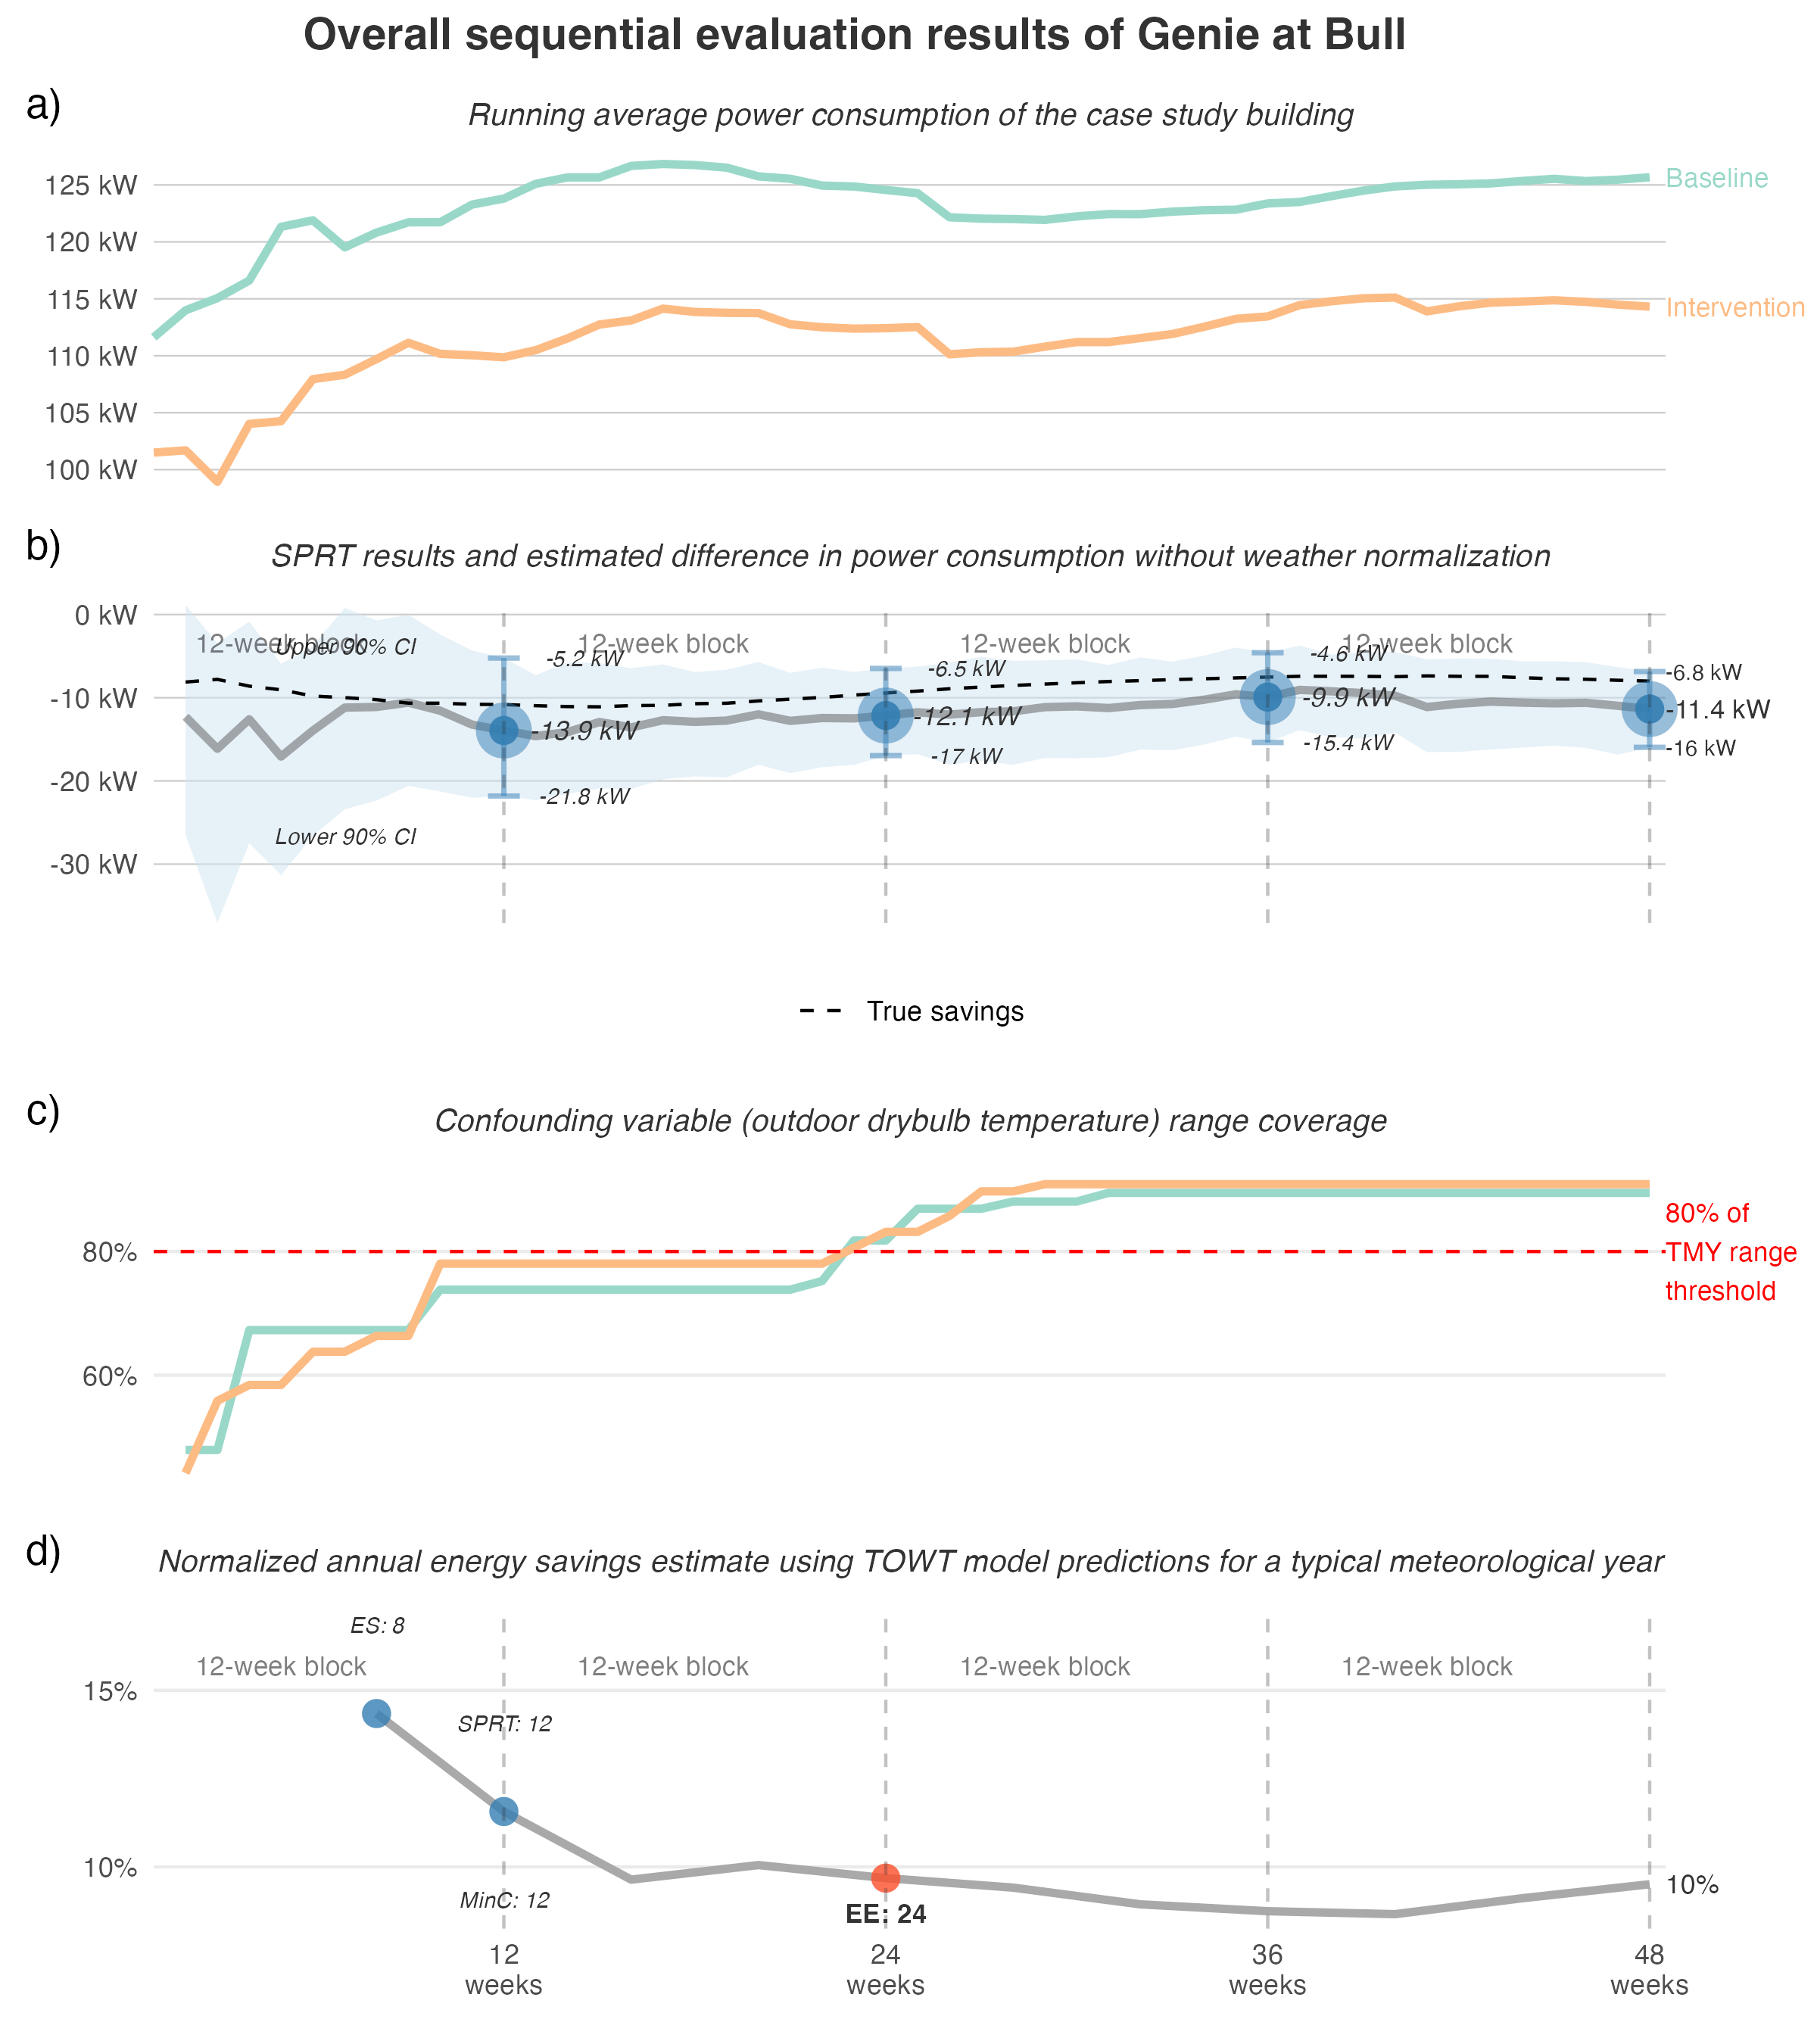 Overall sequential evaluation results of Genie at Bull
a)
Running average power consumption of the case study building
125 kW
120 kW
115 kW
110 kW
105 kW
100 kW
Baseline
Intervention
b)
SPRT results and estimated difference in power consumption without weather normalization
0 kW
-10 kW
-20 kW
-30 kW
12-week block
12-week block
12-week block
12-week block
Upper 90% CI
Lower 90% CI
-5.2 kW
-13.9 kW
-21.8 kW
-6.5 kW
-12.1 kW
-17 kW
-4.6 kW
-9.9 kW
-15.4 kW
-6.8 kW
-11.4 kW
-16 kW
True savings
c)
Confounding variable (outdoor drybulb temperature) range coverage
80%
60%
80% of
TMY range
threshold
d)
Normalized annual energy savings estimate using TOWT model predictions for a typical meteorological year
ES: 8
12-week block
12-week block
12-week block
12-week block
15%
SPRT: 12
10%
10%
MinC: 12
EE: 24
12
weeks
24
weeks
36
weeks
48
weeks